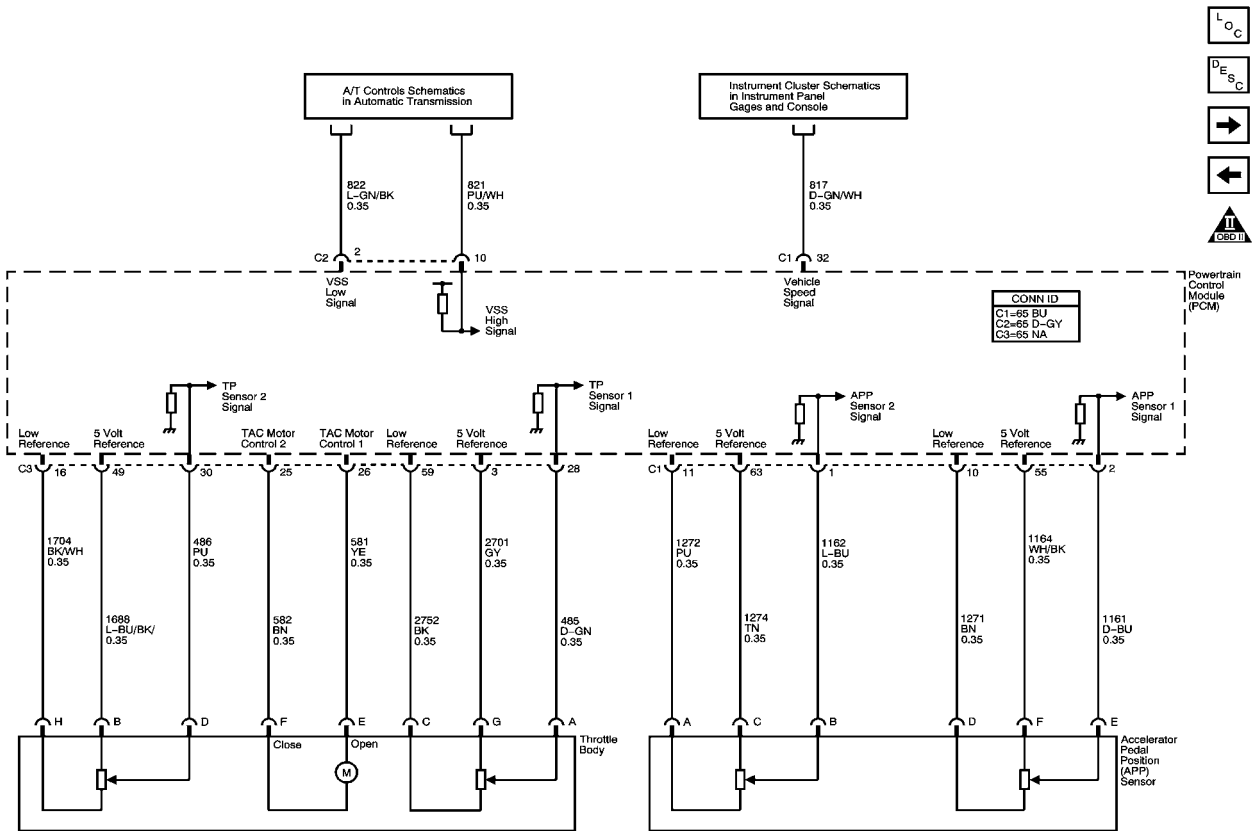 L O C
D E S C
A/T Controls Schematics
in Automatic Transmission
Instrument Cluster Schematics
in Instrument Panel
Gages and Console
II
OBD II
822
L-GN/BK
0.35
821
PU/WH
0.35
817
D-GN/WH
0.35
C2
2
10
C1
32
VSS
Low
Signal
VSS
High
Signal
Vehicle
Speed
Signal
CONN ID
C1=65 BU
C2=65 D-GY
C3=65 NA
Powertrain
Control
Module
(PCM)
TP
Sensor 2
Signal
TP
Sensor 1
Signal
APP
Sensor 2
Signal
APP
Sensor 1
Signal
Low
Reference
5 Volt
Reference
TAC Motor
Control 2
TAC Motor
Control 1
Low
Reference
5 Volt
Reference
Low
Reference
5 Volt
Reference
Low
Reference
5 Volt
Reference
C3
16
49
30
25
26
59
3
28
C1
11
63
1
10
55
2
1704
BK/WH
0.35
486
PU
0.35
581
YE
0.35
2701
GY
0.35
1272
PU
0.35
1162
L-BU
0.35
1164
WH/BK
0.35
1688
L-BU/BK/
0.35
582
BN
0.35
2752
BK
0.35
485
D-GN
0.35
1274
TN
0.35
1271
BN
0.35
1161
D-BU
0.35
H
B
D
F
E
C
G
A
A
C
B
D
F
E
Close
Open
M
Throttle
Body
Accelerator
Pedal
Position
(APP)
Sensor